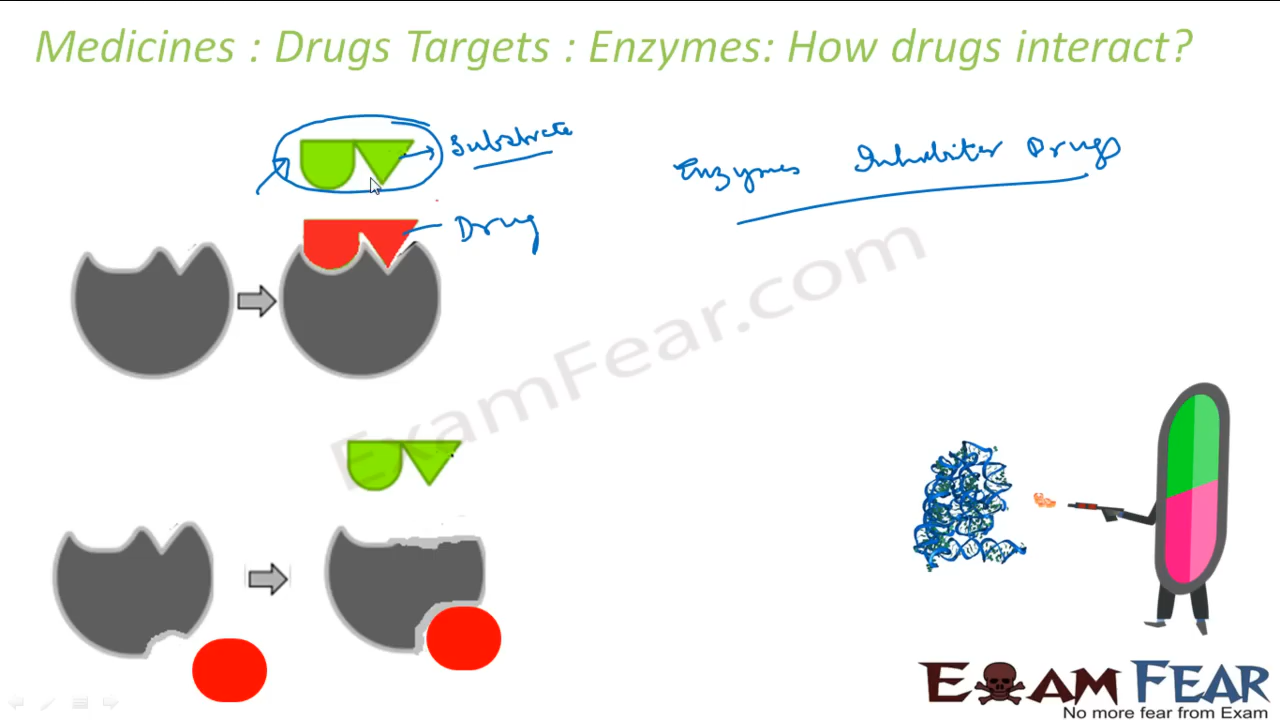 Medicines : Drugs Targets : Enzymes: How drugs interact?
Substrate
Enzymes Inhibiter Drugs
Drug
ExamFear.com
EXAM FEAR
No more fear from Exam